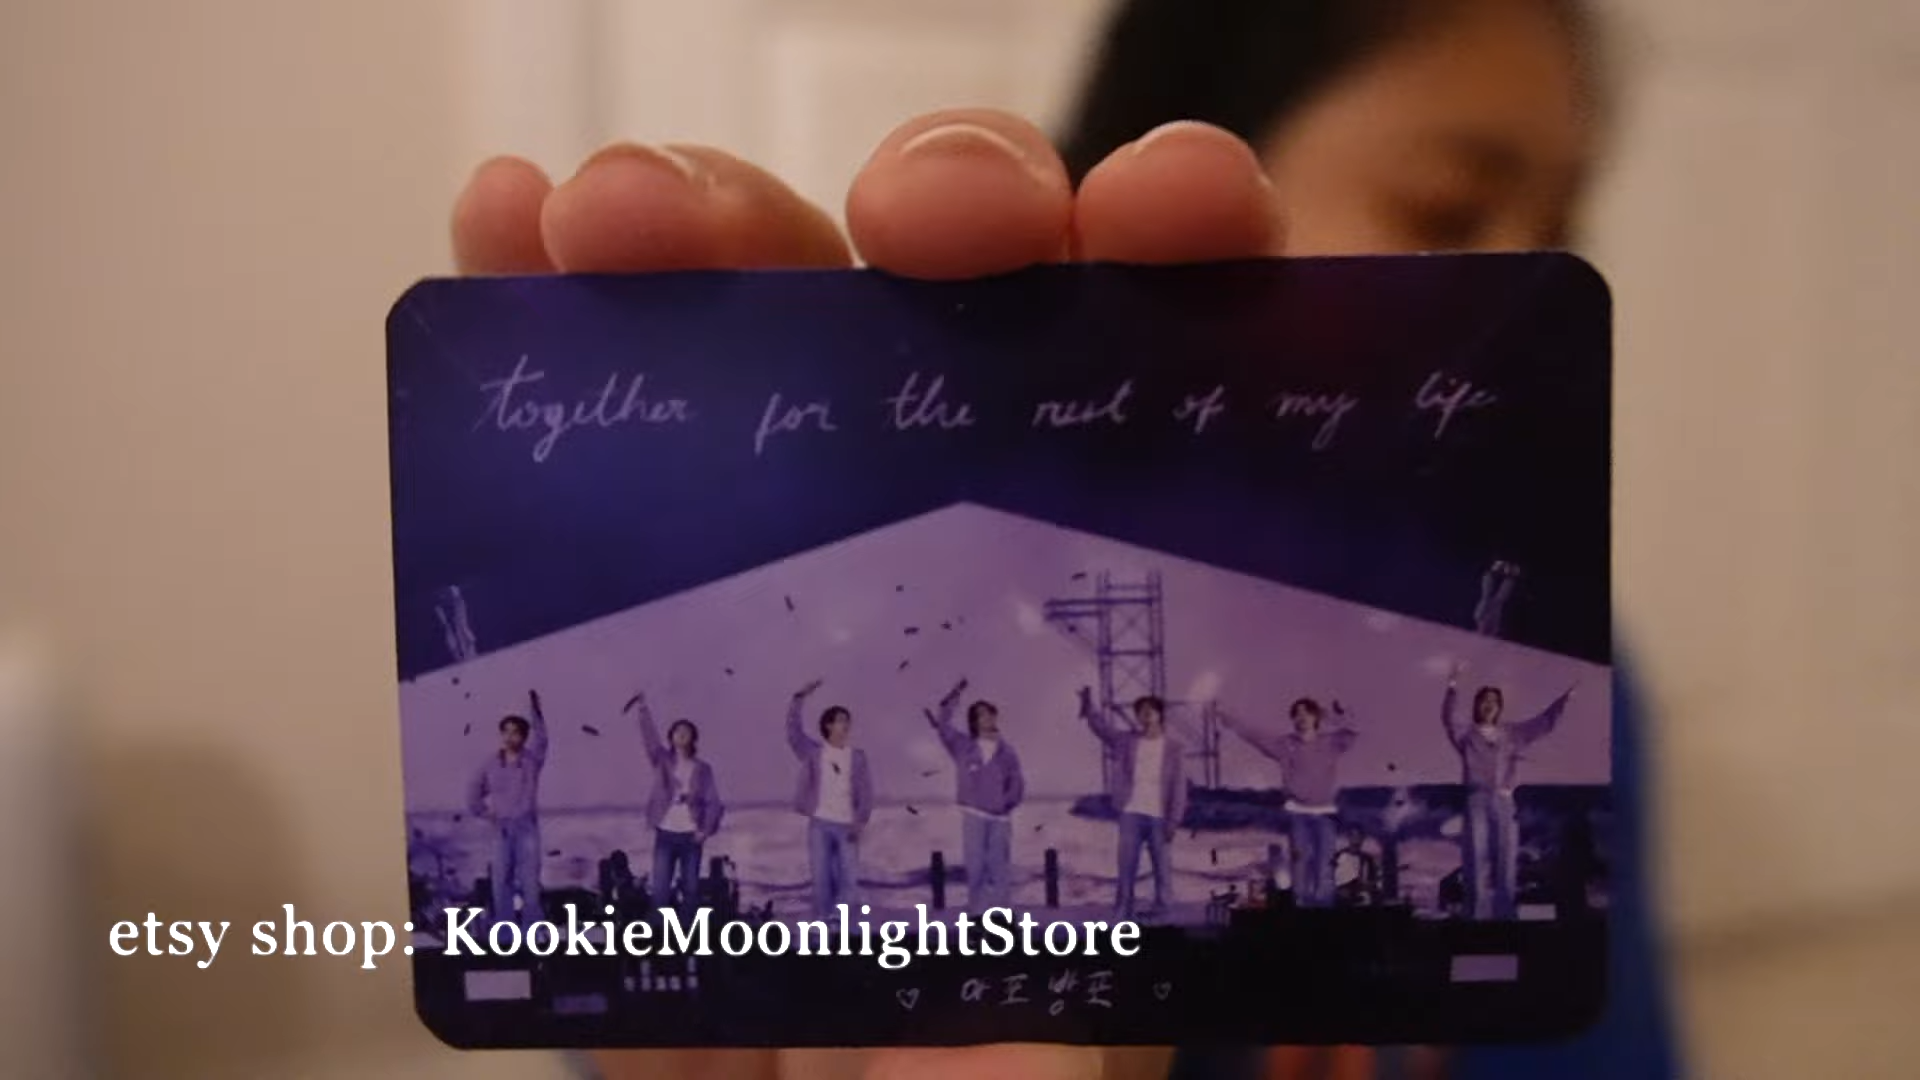 together for the rest of my life
etsy shop: KookieMoonlightStore
♡ 아포방포 ♡